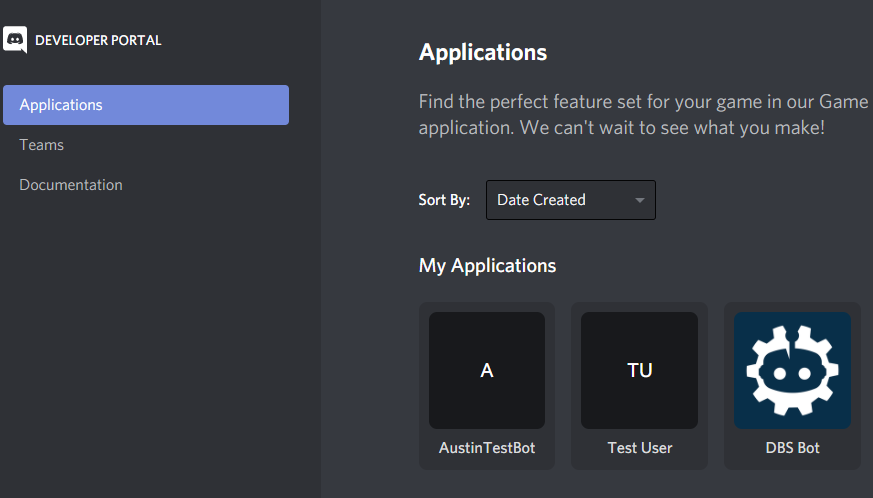 DEVELOPER PORTAL
Applications
Teams
Documentation
Applications
Find the perfect feature set for your game in our Game
application. We can't wait to see what you make!
Sort By: Date Created
My Applications
A
AustinTestBot
TU
Test User
DBS Bot